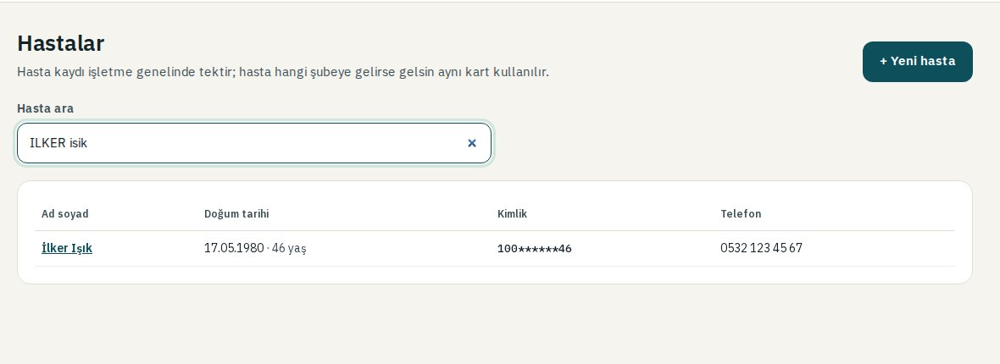 Hastalar
Hasta kaydı işletme genelinde tektir; hasta hangi şubeye gelirse gelsin aynı kart kullanılır.
+ Yeni hasta
Hasta ara
ILKER isik
Ad soyad Doğum tarihi Kimlik Telefon
İlker Işık 17.05.1980 · 46 yaş 100******46 0532 123 45 67